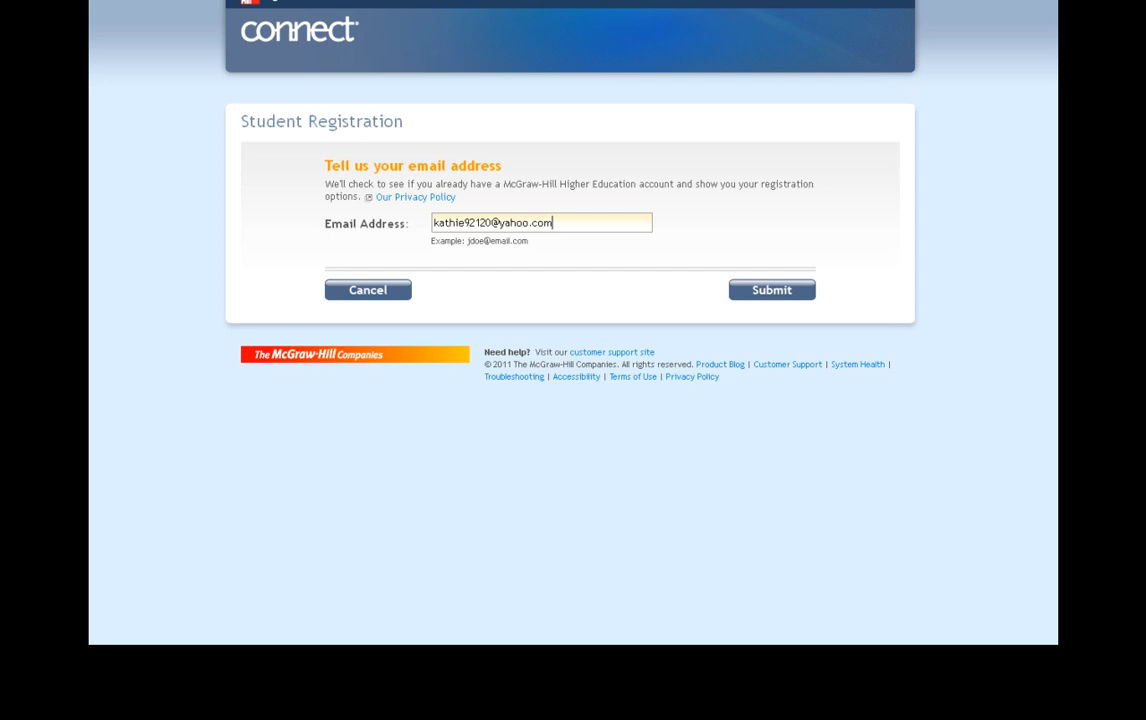 connect
Student Registration
Tell us your email address
We'll check to see if you already have a McGraw-Hill Higher Education account and show you your registration
options. Our Privacy Policy
Email Address: kathie92120@yahoo.com
Example: jdoe@email.com
Cancel Submit
The McGraw-Hill Companies
Need help? Visit our customer support site
© 2011 The McGraw-Hill Companies. All rights reserved. Product Blog | Customer Support | System Health |
Troubleshooting | Accessibility | Terms of Use | Privacy Policy